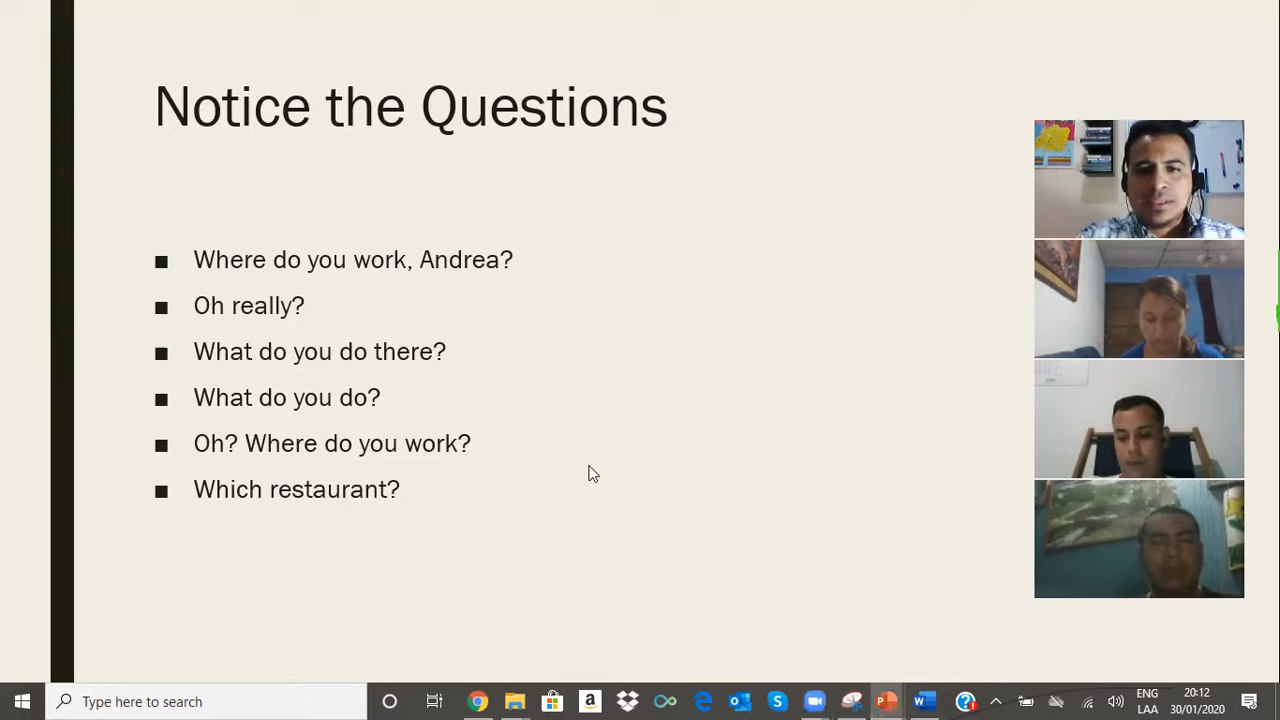 Notice the Questions
Where do you work, Andrea?
Oh really?
What do you do there?
What do you do?
Oh? Where do you work?
Which restaurant?
Type here to search
ENG
LAA
20:12
30/01/2020